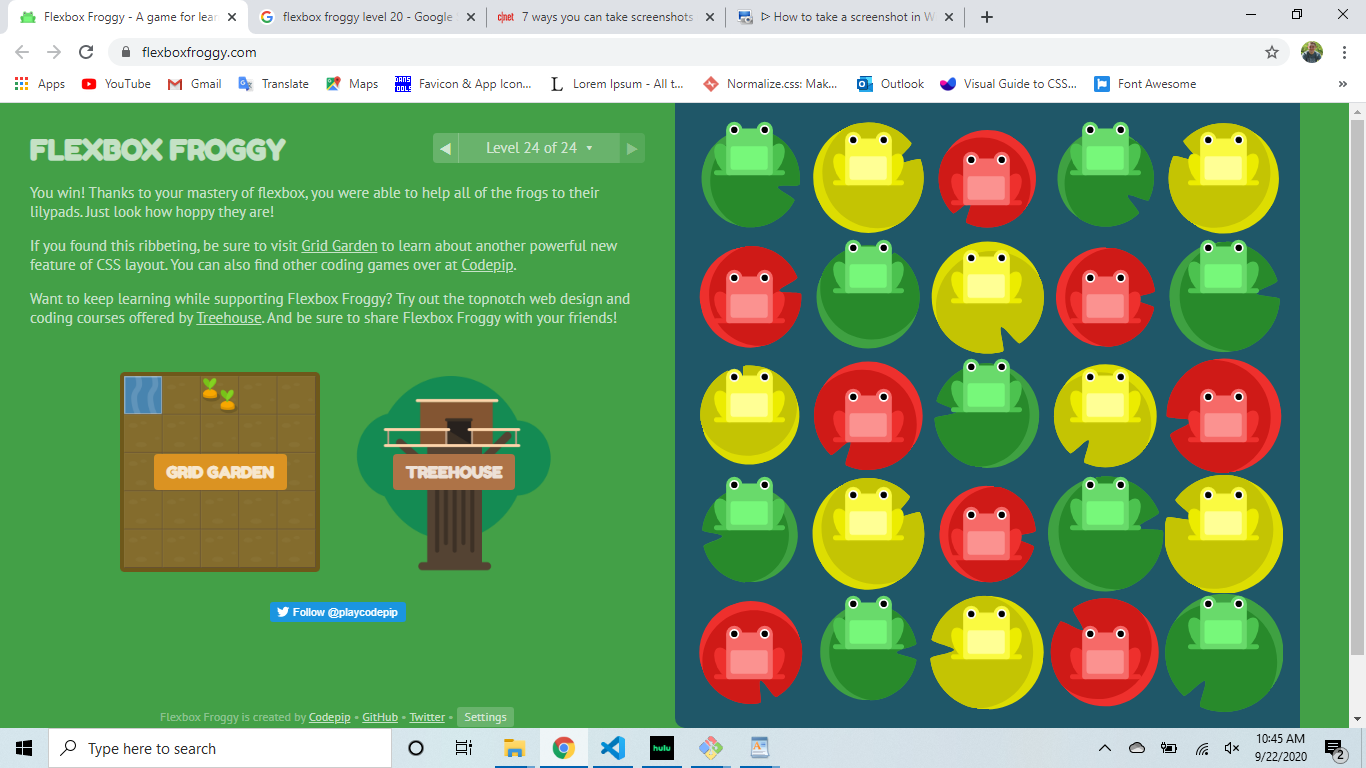 Flexbox Froggy - A game for lear
flexbox froggy level 20 - Google
c|net 7 ways you can take screenshots
ᐅ How to take a screenshot in W
flexboxfroggy.com
Apps
YouTube
Gmail
Translate
Maps
DANS TOOLS Favicon & App Icon...
L Lorem Ipsum - All t...
Normalize.css: Mak...
Outlook
Visual Guide to CSS...
Font Awesome
»
FLEXBOX FROGGY
Level 24 of 24
You win! Thanks to your mastery of flexbox, you were able to help all of the frogs to their
lilypads. Just look how hoppy they are!
If you found this ribbeting, be sure to visit Grid Garden to learn about another powerful new
feature of CSS layout. You can also find other coding games over at Codepip.
Want to keep learning while supporting Flexbox Froggy? Try out the topnotch web design and
coding courses offered by Treehouse. And be sure to share Flexbox Froggy with your friends!
GRID GARDEN
TREEHOUSE
Follow @playcodepip
Flexbox Froggy is created by Codepip • GitHub • Twitter • Settings
Type here to search
hulu
10:45 AM
9/22/2020
2